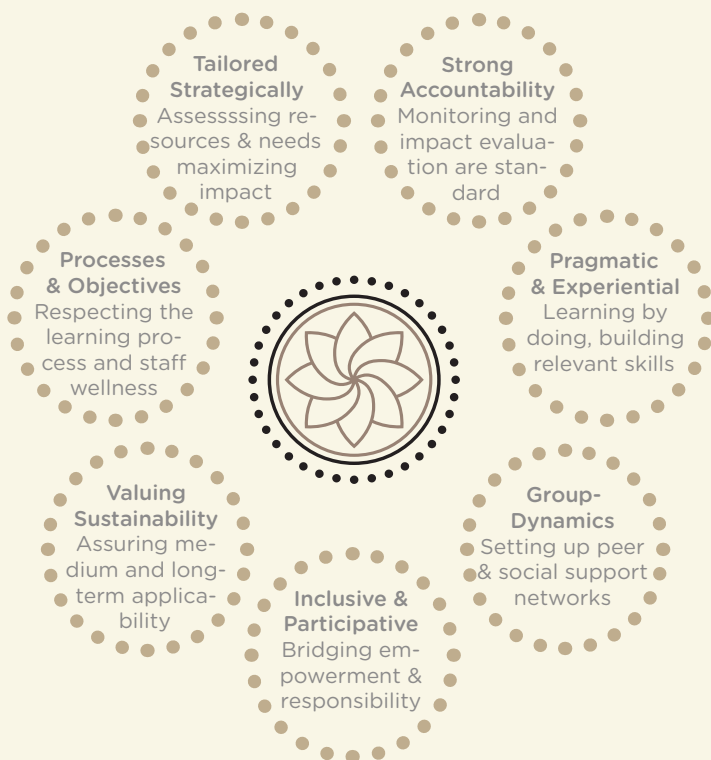 Tailored
Strategically
Assesssing re-
sources & needs
maximizing
impact
Strong
Accountability
Monitoring and
impact evalua-
tion are stan-
dard
Processes
& Objectives
Respecting the
learning pro-
cess and staff
wellness
Pragmatic
& Experiential
Learning by
doing, building
relevant skills
Valuing
Sustainability
Assuring me-
dium and long-
term applica-
bility
Group-
Dynamics
Setting up peer
& social support
networks
Inclusive &
Participative
Bridging em-
powerment &
responsibility